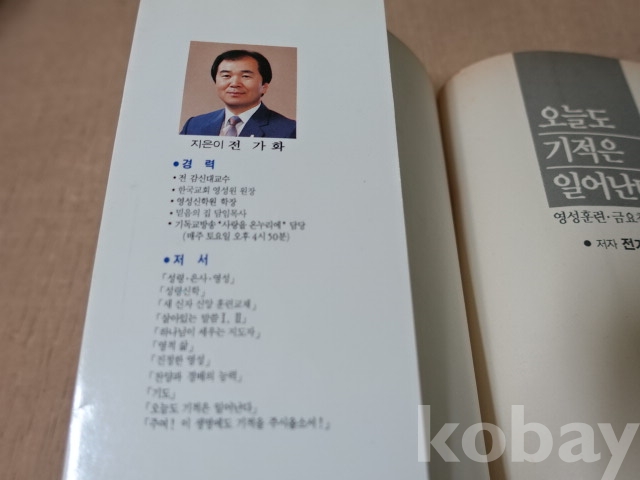 지은이 전 가 화
• 경 력
• 전 감신대교수
• 한국교회 영성원 원장
• 영성신학원 학장
• 믿음의 집 담임목사
• 기독교방송 "사랑을 온누리에" 담당
(매주 토요일 오후 4시 50분)
• 저 서
「성령·은사·영성」
「성령신학」
「새 신자 신앙 훈련교재」
「살아있는 말씀 Ⅰ, Ⅱ」
「하나님이 세우는 지도자」
「영적 삶」
「진정한 영성」
「찬양과 경배의 능력」
「기도」
「오늘도 기적은 일어난다」
「주여! 이 생명에도 기적을 주시옵소서!」
오늘도
기적은
일어난
영성훈련·금요
• 저자 전
kobay